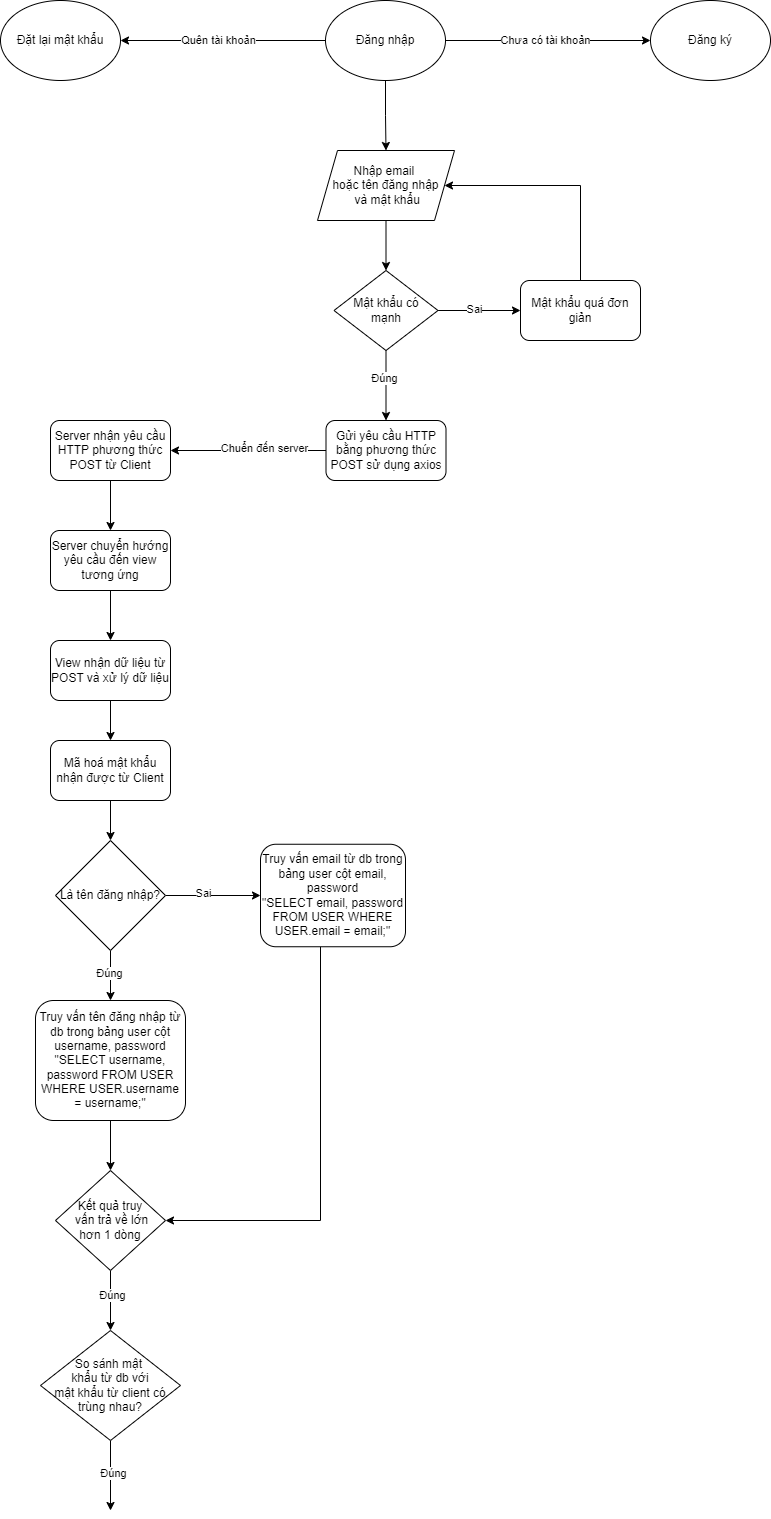 Đặt lại mật khẩu
Quên tài khoản
Đăng nhập
Chưa có tài khoản
Đăng ký
Nhập email
hoặc tên đăng nhập
và mật khẩu
Mật khẩu có
mạnh
Sai
Mật khẩu quá đơn
giản
Đúng
Server nhận yêu cầu
HTTP phương thức
POST từ Client
Chuển đến server
Gửi yêu cầu HTTP
bằng phương thức
POST sử dụng axios
Server chuyển hướng
yêu cầu đến view
tương ứng
View nhận dữ liệu từ
POST và xử lý dữ liệu
Mã hoá mật khẩu
nhận được từ Client
Là tên đăng nhập?
Sai
Truy vấn email từ db trong
bảng user cột email,
password
"SELECT email, password
FROM USER WHERE
USER.email = email;"
Đúng
Truy vấn tên đăng nhập từ
db trong bảng user cột
username, password
"SELECT username,
password FROM USER
WHERE USER.username
= username;"
Kết quả truy
vấn trả về lớn
hơn 1 dòng
Đúng
So sánh mật
khẩu từ db với
mật khẩu từ client có
trùng nhau?
Đúng